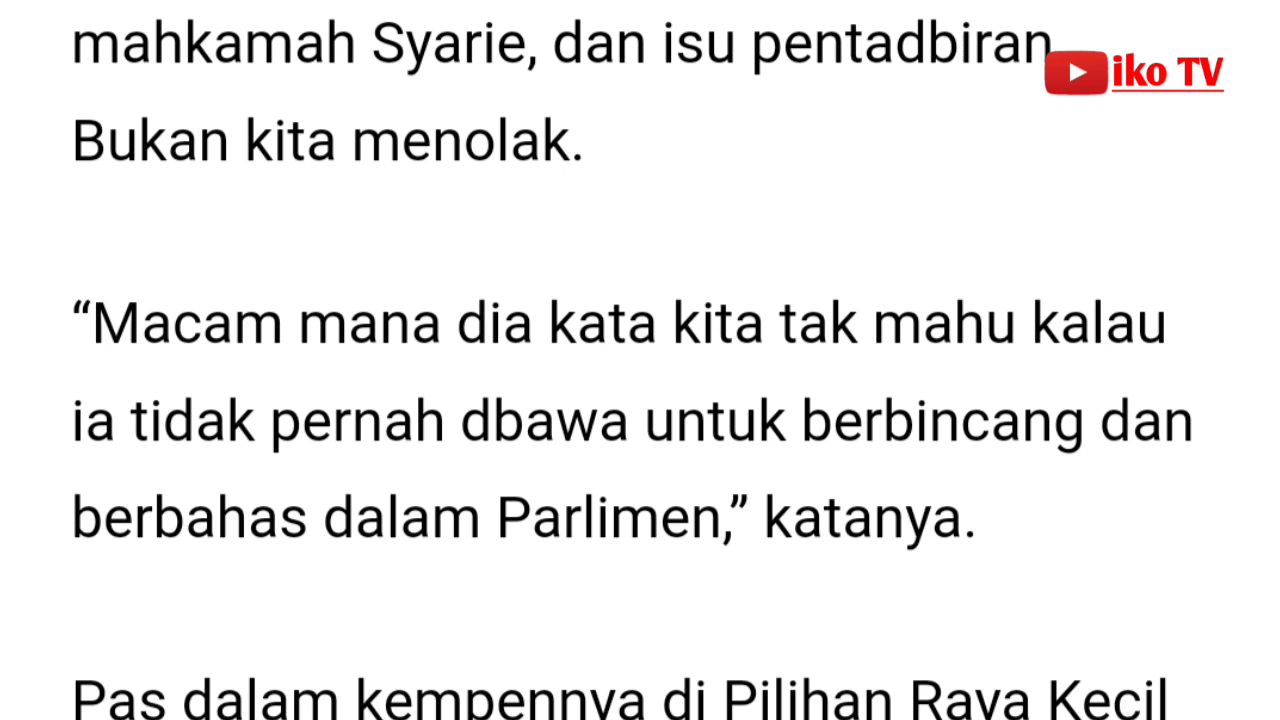 mahkamah Syarie, dan isu pentadbiran
iko TV
Bukan kita menolak.
“Macam mana dia kata kita tak mahu kalau
ia tidak pernah dbawa untuk berbincang dan
berbahas dalam Parlimen,” katanya.
Pas dalam kempennya di Pilihan Raya Kecil